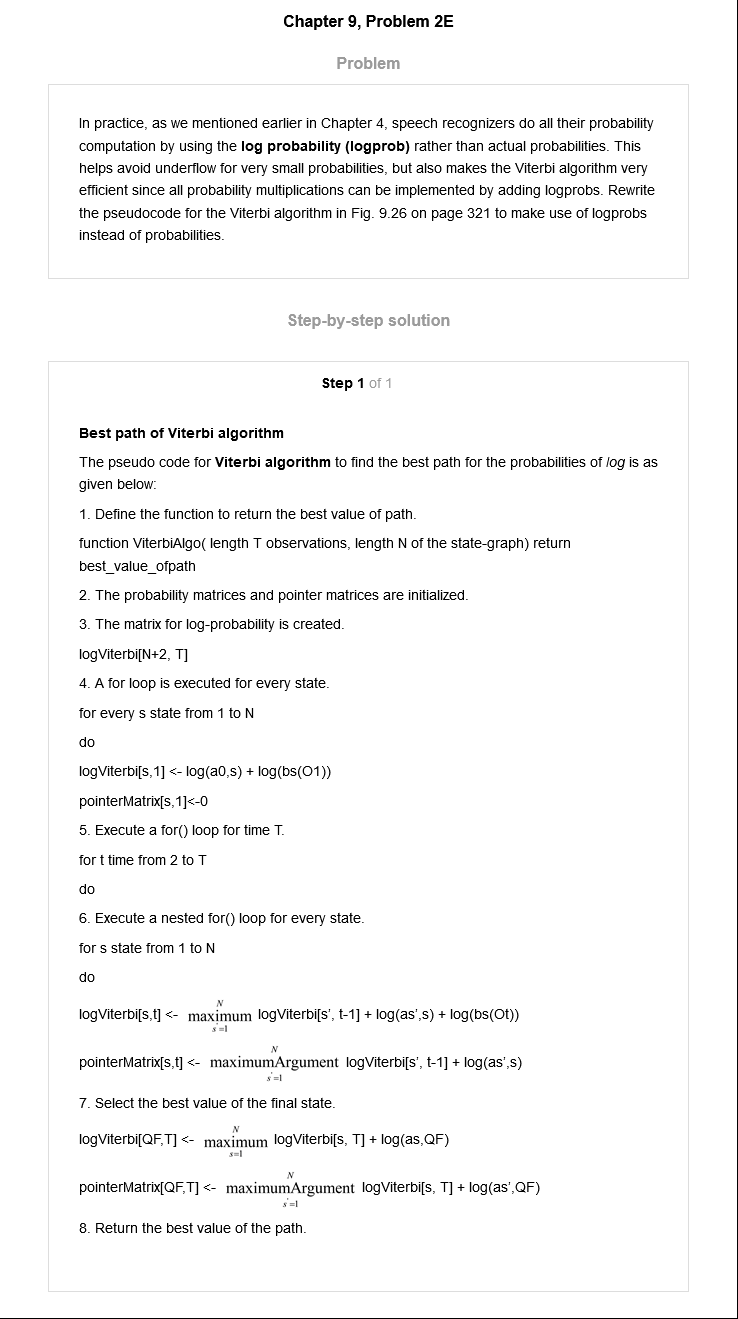 Chapter 9, Problem 2E
Problem
In practice, as we mentioned earlier in Chapter 4, speech recognizers do all their probability
computation by using the log probability (logprob) rather than actual probabilities. This
helps avoid underflow for very small probabilities, but also makes the Viterbi algorithm very
efficient since all probability multiplications can be implemented by adding logprobs. Rewrite
the pseudocode for the Viterbi algorithm in Fig. 9.26 on page 321 to make use of logprobs
instead of probabilities.
Step-by-step solution
Step 1 of 1
Best path of Viterbi algorithm
The pseudo code for Viterbi algorithm to find the best path for the probabilities of log is as
given below:
1. Define the function to return the best value of path.
function ViterbiAlgo( length T observations, length N of the state-graph) return
best_value_ofpath
2. The probability matrices and pointer matrices are initialized.
3. The matrix for log-probability is created.
logViterbi[N+2, T]
4. A for loop is executed for every state.
for every s state from 1 to N
do
logViterbi[s,1] <- log(a0,s) + log(bs(O1))
pointerMatrix[s,1]<-0
5. Execute a for() loop for time T.
for t time from 2 to T
do
6. Execute a nested for() loop for every state.
for s state from 1 to N
do
N
logViterbi[s,t] <- maximum logViterbi[s', t-1] + log(as',s) + log(bs(Ot))
s'=1
N
pointerMatrix[s,t] <- maximumArgument logViterbi[s', t-1] + log(as',s)
s'=1
7. Select the best value of the final state.
N
logViterbi[QF,T] <- maximum logViterbi[s, T] + log(as,QF)
s=1
N
pointerMatrix[QF,T] <- maximumArgument logViterbi[s, T] + log(as',QF)
s'=1
8. Return the best value of the path.